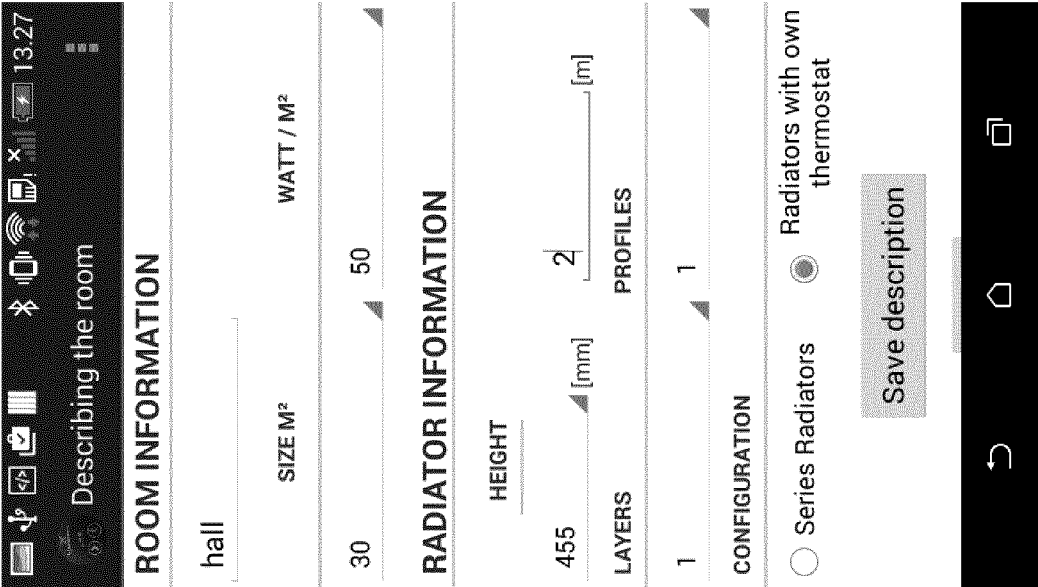 13.27
Describing the room
ROOM INFORMATION
hall
SIZE M² WATT / M²
30 50
RADIATOR INFORMATION
HEIGHT
455 [mm] 2 [m]
LAYERS PROFILES
1 1
CONFIGURATION
Series Radiators Radiators with own
thermostat
Save description